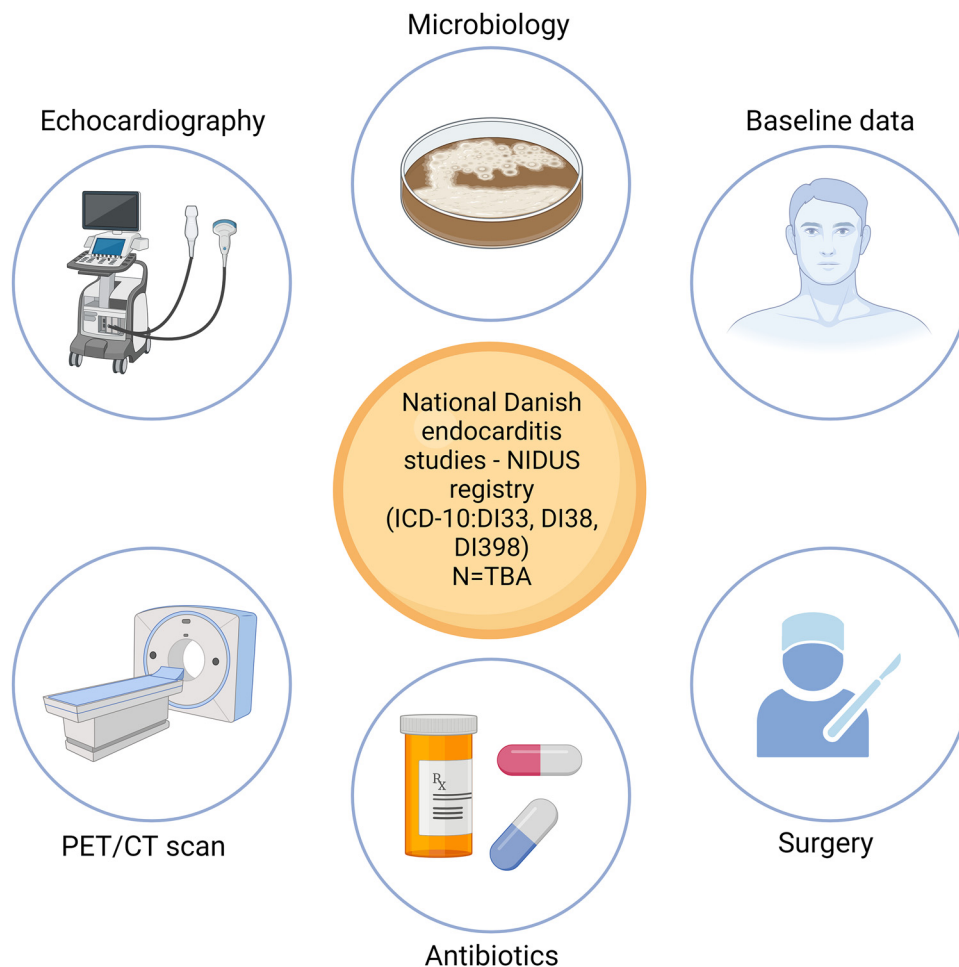 Microbiology
Echocardiography
Baseline data
National Danish
endocarditis
studies - NIDUS
registry
(ICD-10:DI33, DI38,
DI398)
N=TBA
Rx
PET/CT scan
Surgery
Antibiotics